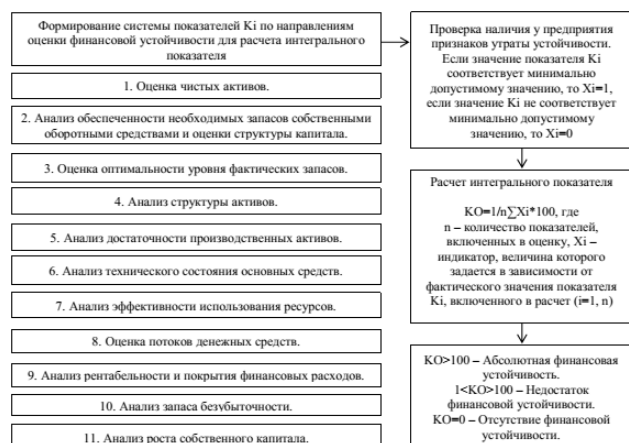 Формирование системы показателей Ki по направлениям
оценки финансовой устойчивости для расчета интегрального
показателя
1. Оценка чистых активов.
2. Анализ обеспеченности необходимых запасов собственными
оборотными средствами и оценки структуры капитала.
3. Оценка оптимальности уровня фактических запасов.
4. Анализ структуры активов.
5. Анализ достаточности производственных активов.
6. Анализ технического состояния основных средств.
7. Анализ эффективности использования ресурсов.
8. Оценка потоков денежных средств.
9. Анализ рентабельности и покрытия финансовых расходов.
10. Анализ запаса безубыточности.
11. Анализ роста собственного капитала.
Проверка наличия у предприятия
признаков утраты устойчивости.
Если значение показателя Ki
соответствует минимально
допустимому значению, то Xi=1,
если значение Ki не соответствует
минимально допустимому
значению, то Xi=0
Расчет интегрального показателя
KO=1/n∑Xi*100, где
n – количество показателей,
включенных в оценку, Xi –
индикатор, величина которого
задается в зависимости от
фактического значения показателя
Ki, включенного в расчет (i=1, n)
KO>100 – Абсолютная финансовая
устойчивость.
1<KO>100 – Недостаток
финансовой устойчивости.
KO=0 – Отсутствие финансовой
устойчивости.